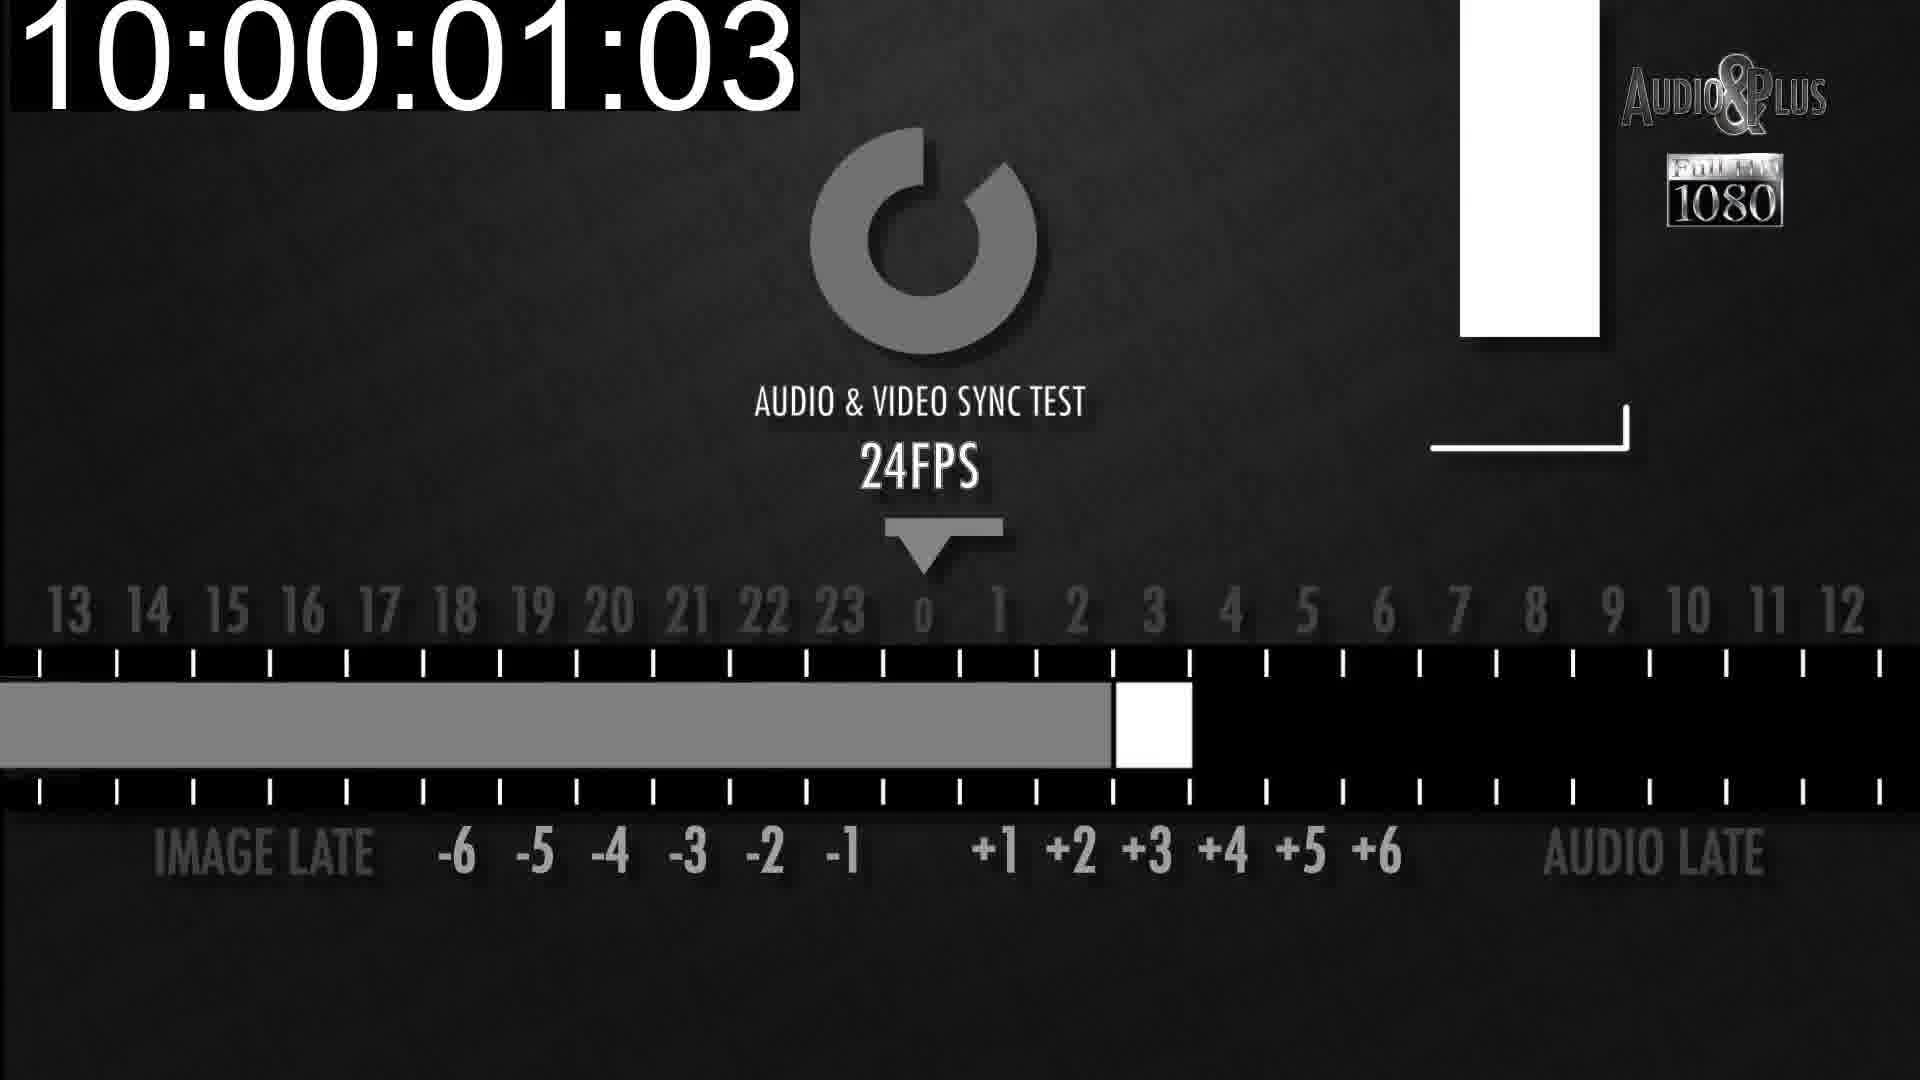 10:00:01:03
AUDIO&PLUS
Full HD
1080
AUDIO & VIDEO SYNC TEST
24FPS
13 14 15 16 17 18 19 20 21 22 23 0 1 2 3 4 5 6 7 8 9 10 11 12
IMAGE LATE -6 -5 -4 -3 -2 -1 +1 +2 +3 +4 +5 +6 AUDIO LATE